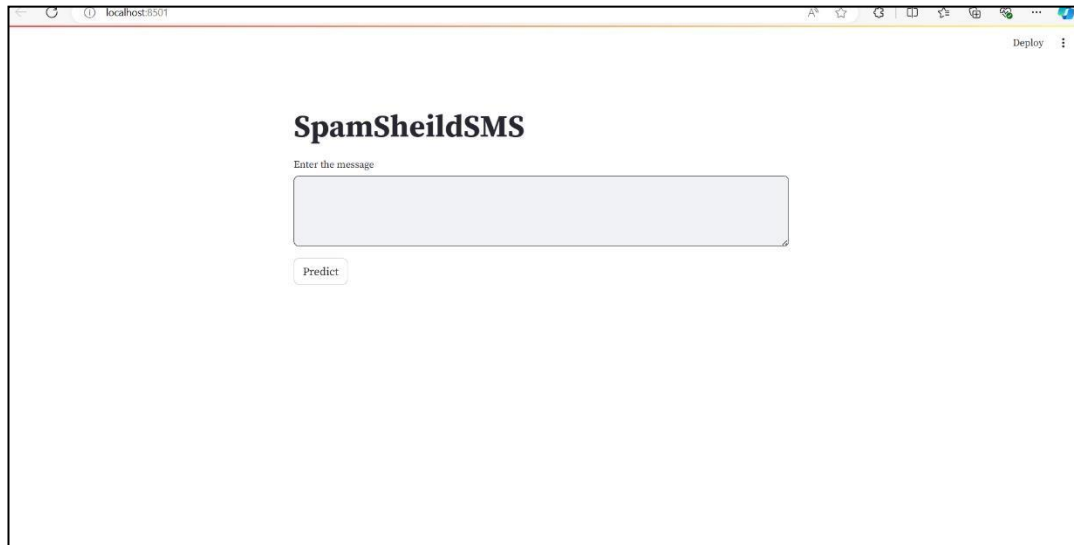 localhost:8501
Deploy
SpamSheildSMS
Enter the message
Predict